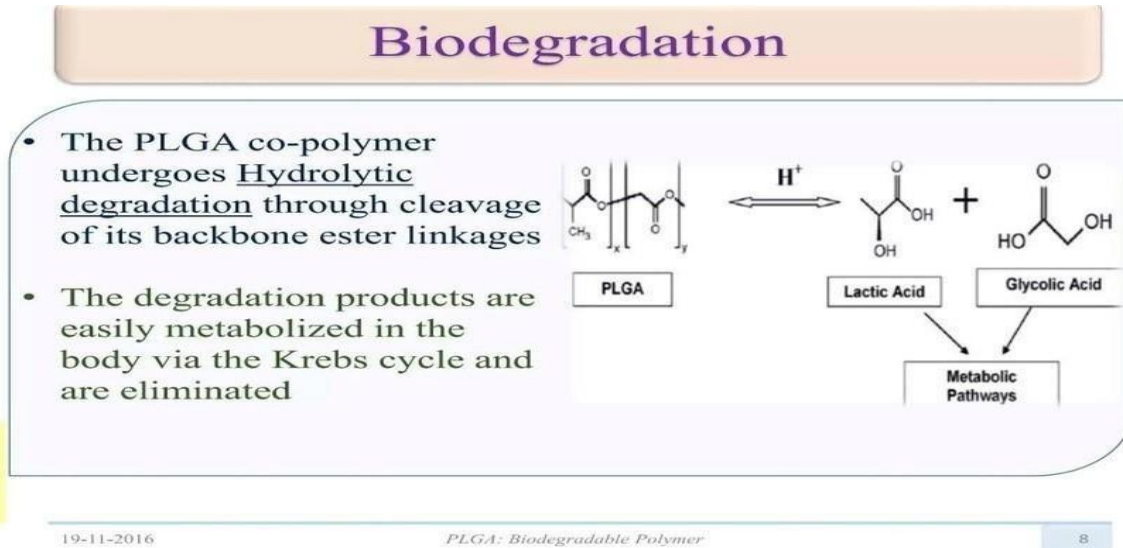 Biodegradation
• The PLGA co-polymer
undergoes Hydrolytic
degradation through cleavage
of its backbone ester linkages
• The degradation products are
easily metabolized in the
body via the Krebs cycle and
are eliminated
O
O
O
O
CH₃
x
y
H⁺
O
OH
OH
+
O
HO
OH
PLGA
Lactic Acid
Glycolic Acid
Metabolic
Pathways
19-11-2016
PLGA: Biodegradable Polymer
8